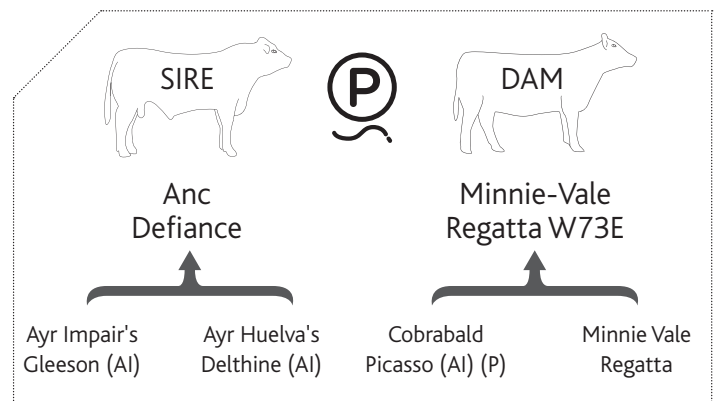 SIRE
P
DAM
Anc
Defiance
Minnie-Vale
Regatta W73E
Ayr Impair's
Gleeson (AI)
Ayr Huelva's
Delthine (AI)
Cobrabald
Picasso (AI) (P)
Minnie Vale
Regatta